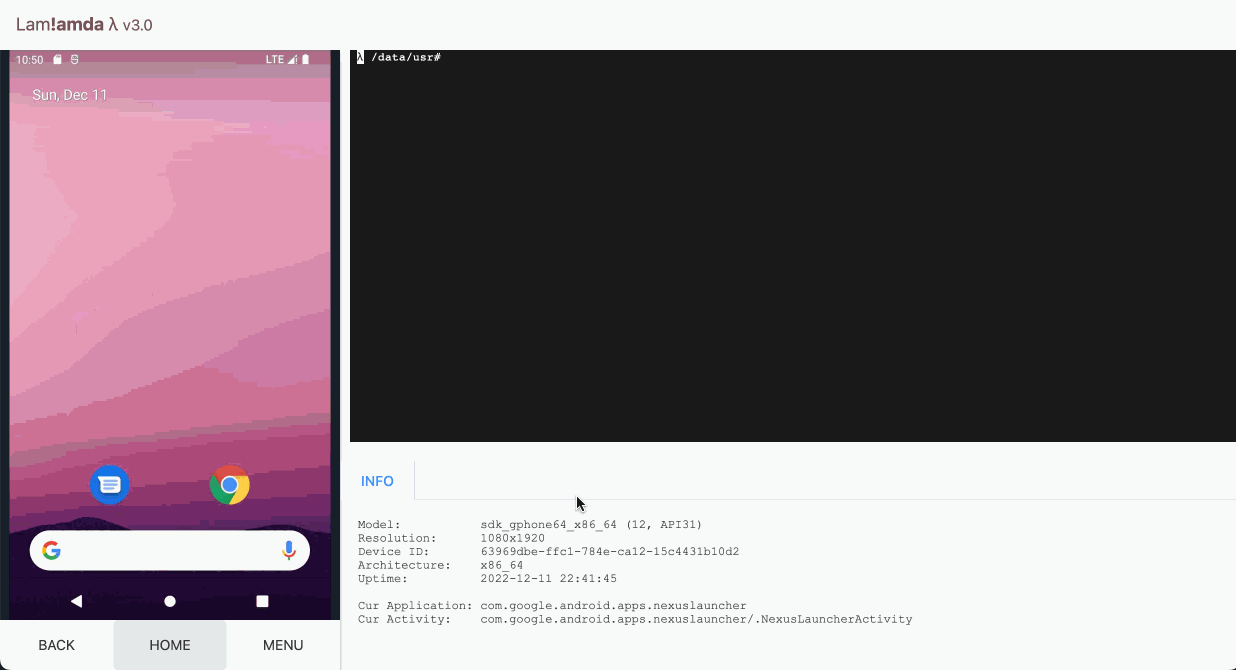 Lam!amda λ v3.0
10:50 LTE
Sun, Dec 11
BACK HOME MENU
λ /data/usr#
INFO
Model: sdk_gphone64_x86_64 (12, API31)
Resolution: 1080x1920
Device ID: 63969dbe-ffc1-784e-ca12-15c4431b10d2
Architecture: x86_64
Uptime: 2022-12-11 22:41:45
Cur Application: com.google.android.apps.nexuslauncher
Cur Activity: com.google.android.apps.nexuslauncher/.NexusLauncherActivity